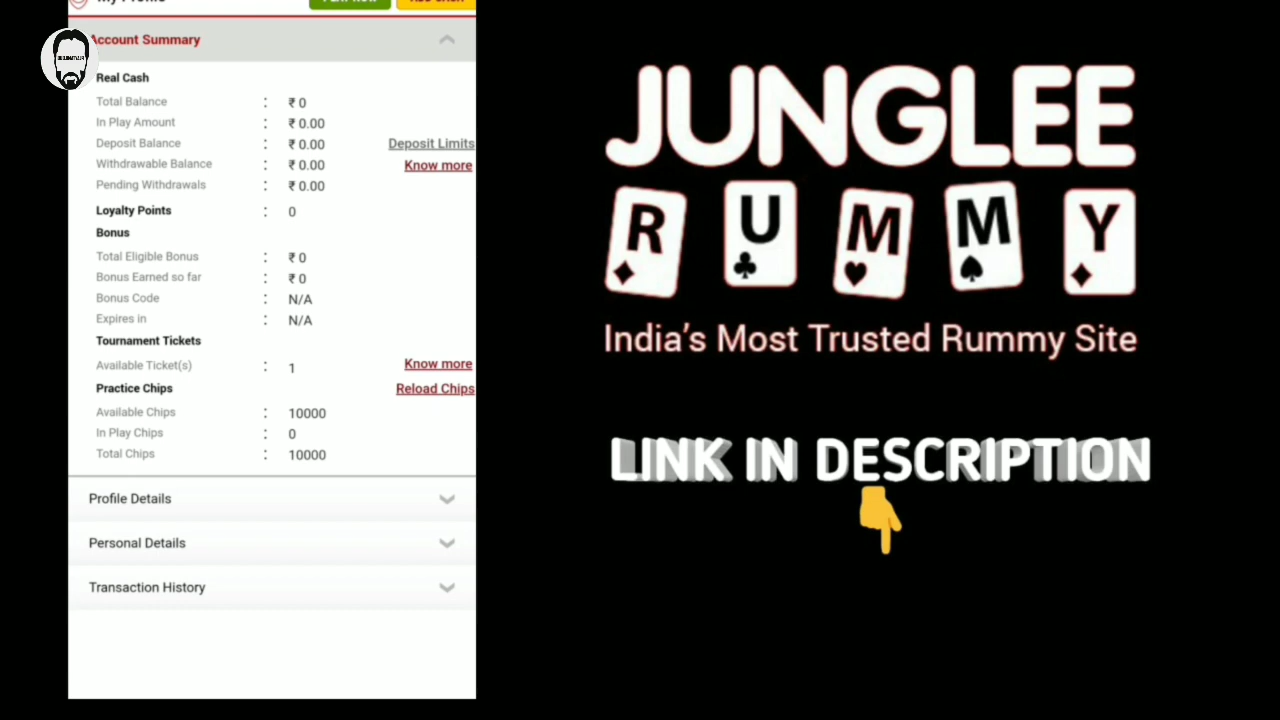 My Profile
Account Summary
Real Cash
Total Balance : ₹ 0
In Play Amount : ₹ 0.00
Deposit Balance : ₹ 0.00 Deposit Limits
Withdrawable Balance : ₹ 0.00 Know more
Pending Withdrawals : ₹ 0.00
Loyalty Points : 0
Bonus
Total Eligible Bonus : ₹ 0
Bonus Earned so far : ₹ 0
Bonus Code : N/A
Expires in : N/A
Tournament Tickets
Available Ticket(s) : 1 Know more
Practice Chips Reload Chips
Available Chips : 10000
In Play Chips : 0
Total Chips : 10000
Profile Details
Personal Details
Transaction History
JUNGLEE
RUMMY
India's Most Trusted Rummy Site
LINK IN DESCRIPTION